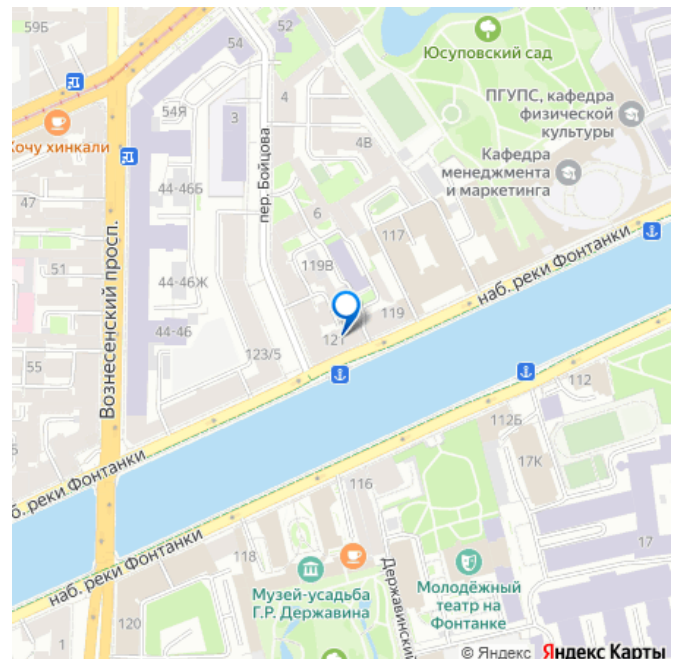 59Б
52
54
Юсуповский сад
11К
ПГУПС, кафедра
физической
культуры
54Я
4
3
Хочу хинкали
4В
Кафедра
менеджмента
и маркетинга
44-46Б
47
пер. Бойцова
6
117
Вознесенский просп.
наб. реки Фонтанки
51
119В
44-46Ж
119
44-46
121
123/5
55
112
112Б
наб. реки Фонтанки
17К
116
17
наб. реки Фонтанки
118
Музей-усадьба
Г.Р. Державина
Державинский
Молодёжный
театр на
Фонтанке
120
1
© Яндекс Яндекс Карты